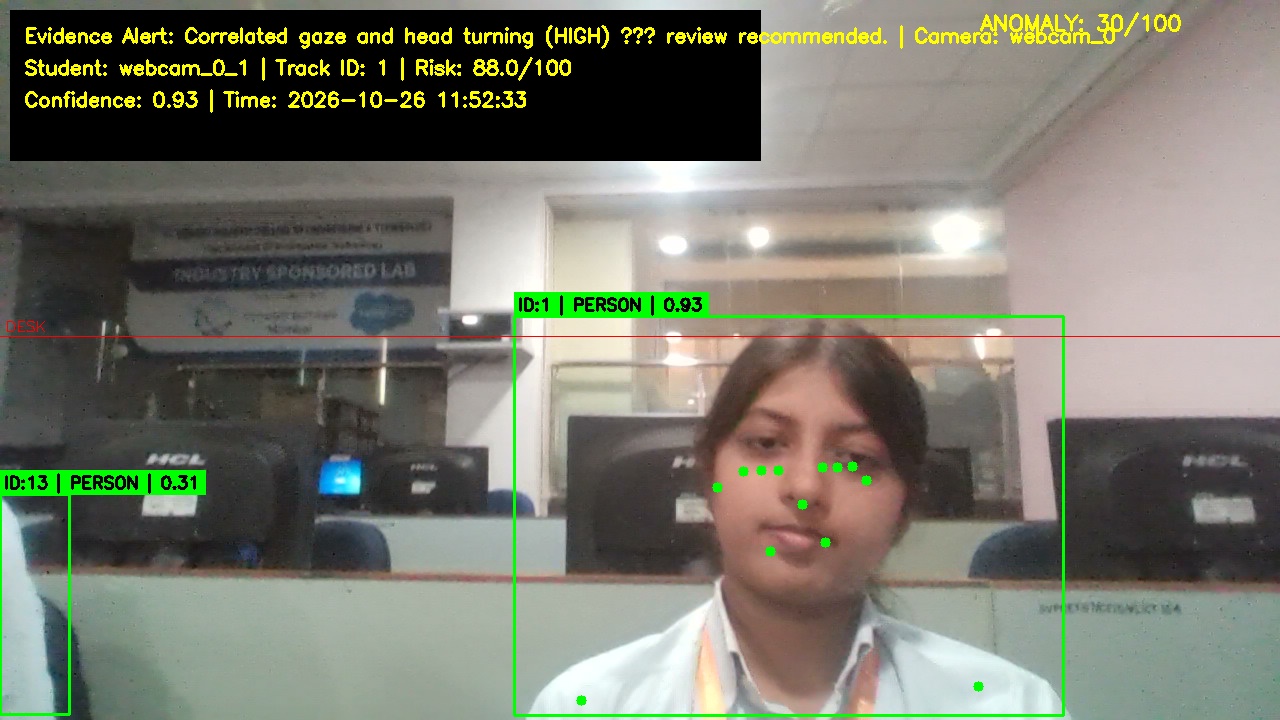 ANOMALY: 30/100
Evidence Alert: Correlated gaze and head turning (HIGH) ??? review recommended. | Camera: webcam_0
Student: webcam_0_1 | Track ID: 1 | Risk: 88.0/100
Confidence: 0.93 | Time: 2026-10-26 11:52:33
INDUSTRY SPONSORED LAB
ID:1 | PERSON | 0.93
DESK
HCL
HCL
HCL
ID:13 | PERSON | 0.31